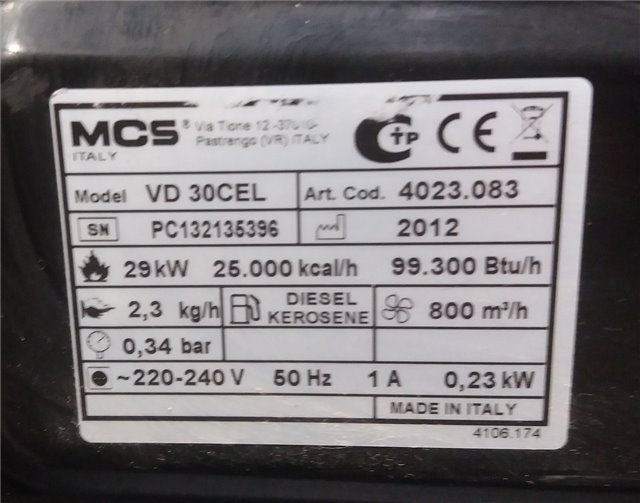 MCS® Via Tione 12 -37010-
ITALY Pastrengo (VR) ITALY
CTP CE
Model VD 30CEL Art. Cod. 4023.083
SN PC132135396 2012
29kW 25.000 kcal/h 99.300 Btu/h
2,3 kg/h DIESEL 800 m³/h
KEROSENE
0,34 bar
~220-240 V 50 Hz 1 A 0,23 kW
MADE IN ITALY
4106.174